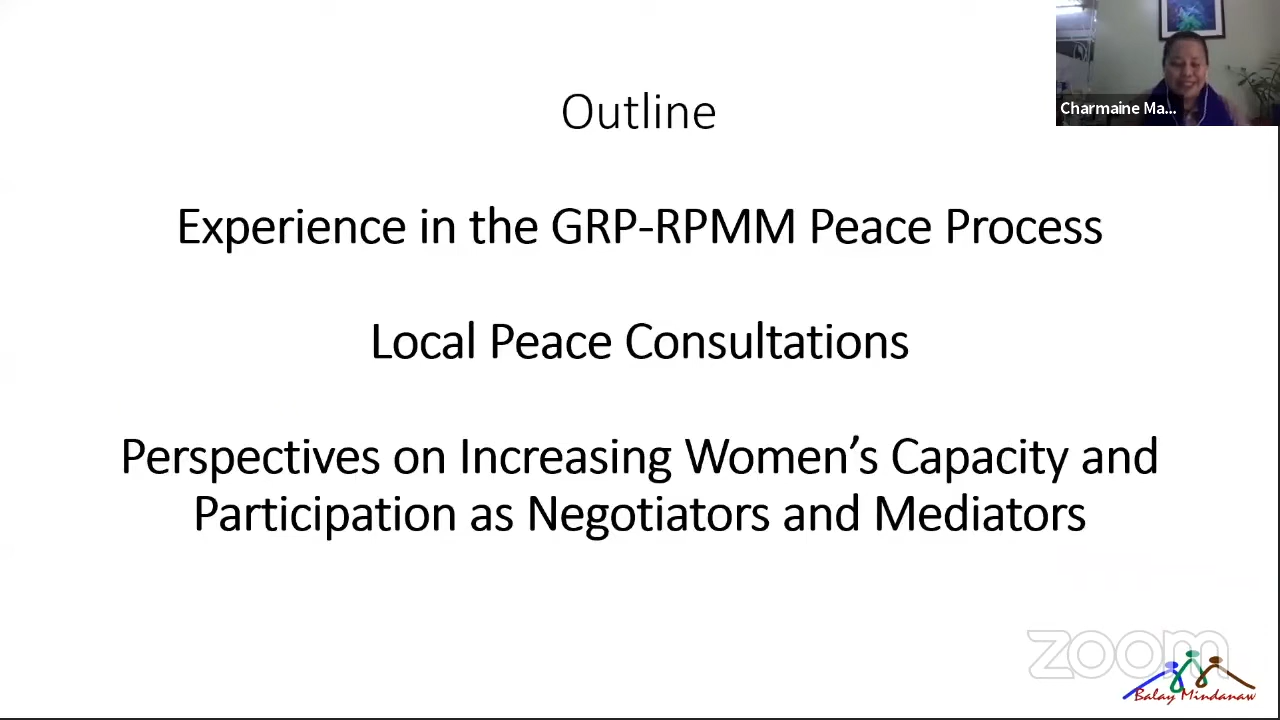 Outline
Charmaine Ma...
Experience in the GRP-RPMM Peace Process
Local Peace Consultations
Perspectives on Increasing Women’s Capacity and
Participation as Negotiators and Mediators
zoom
Balay Mindanaw